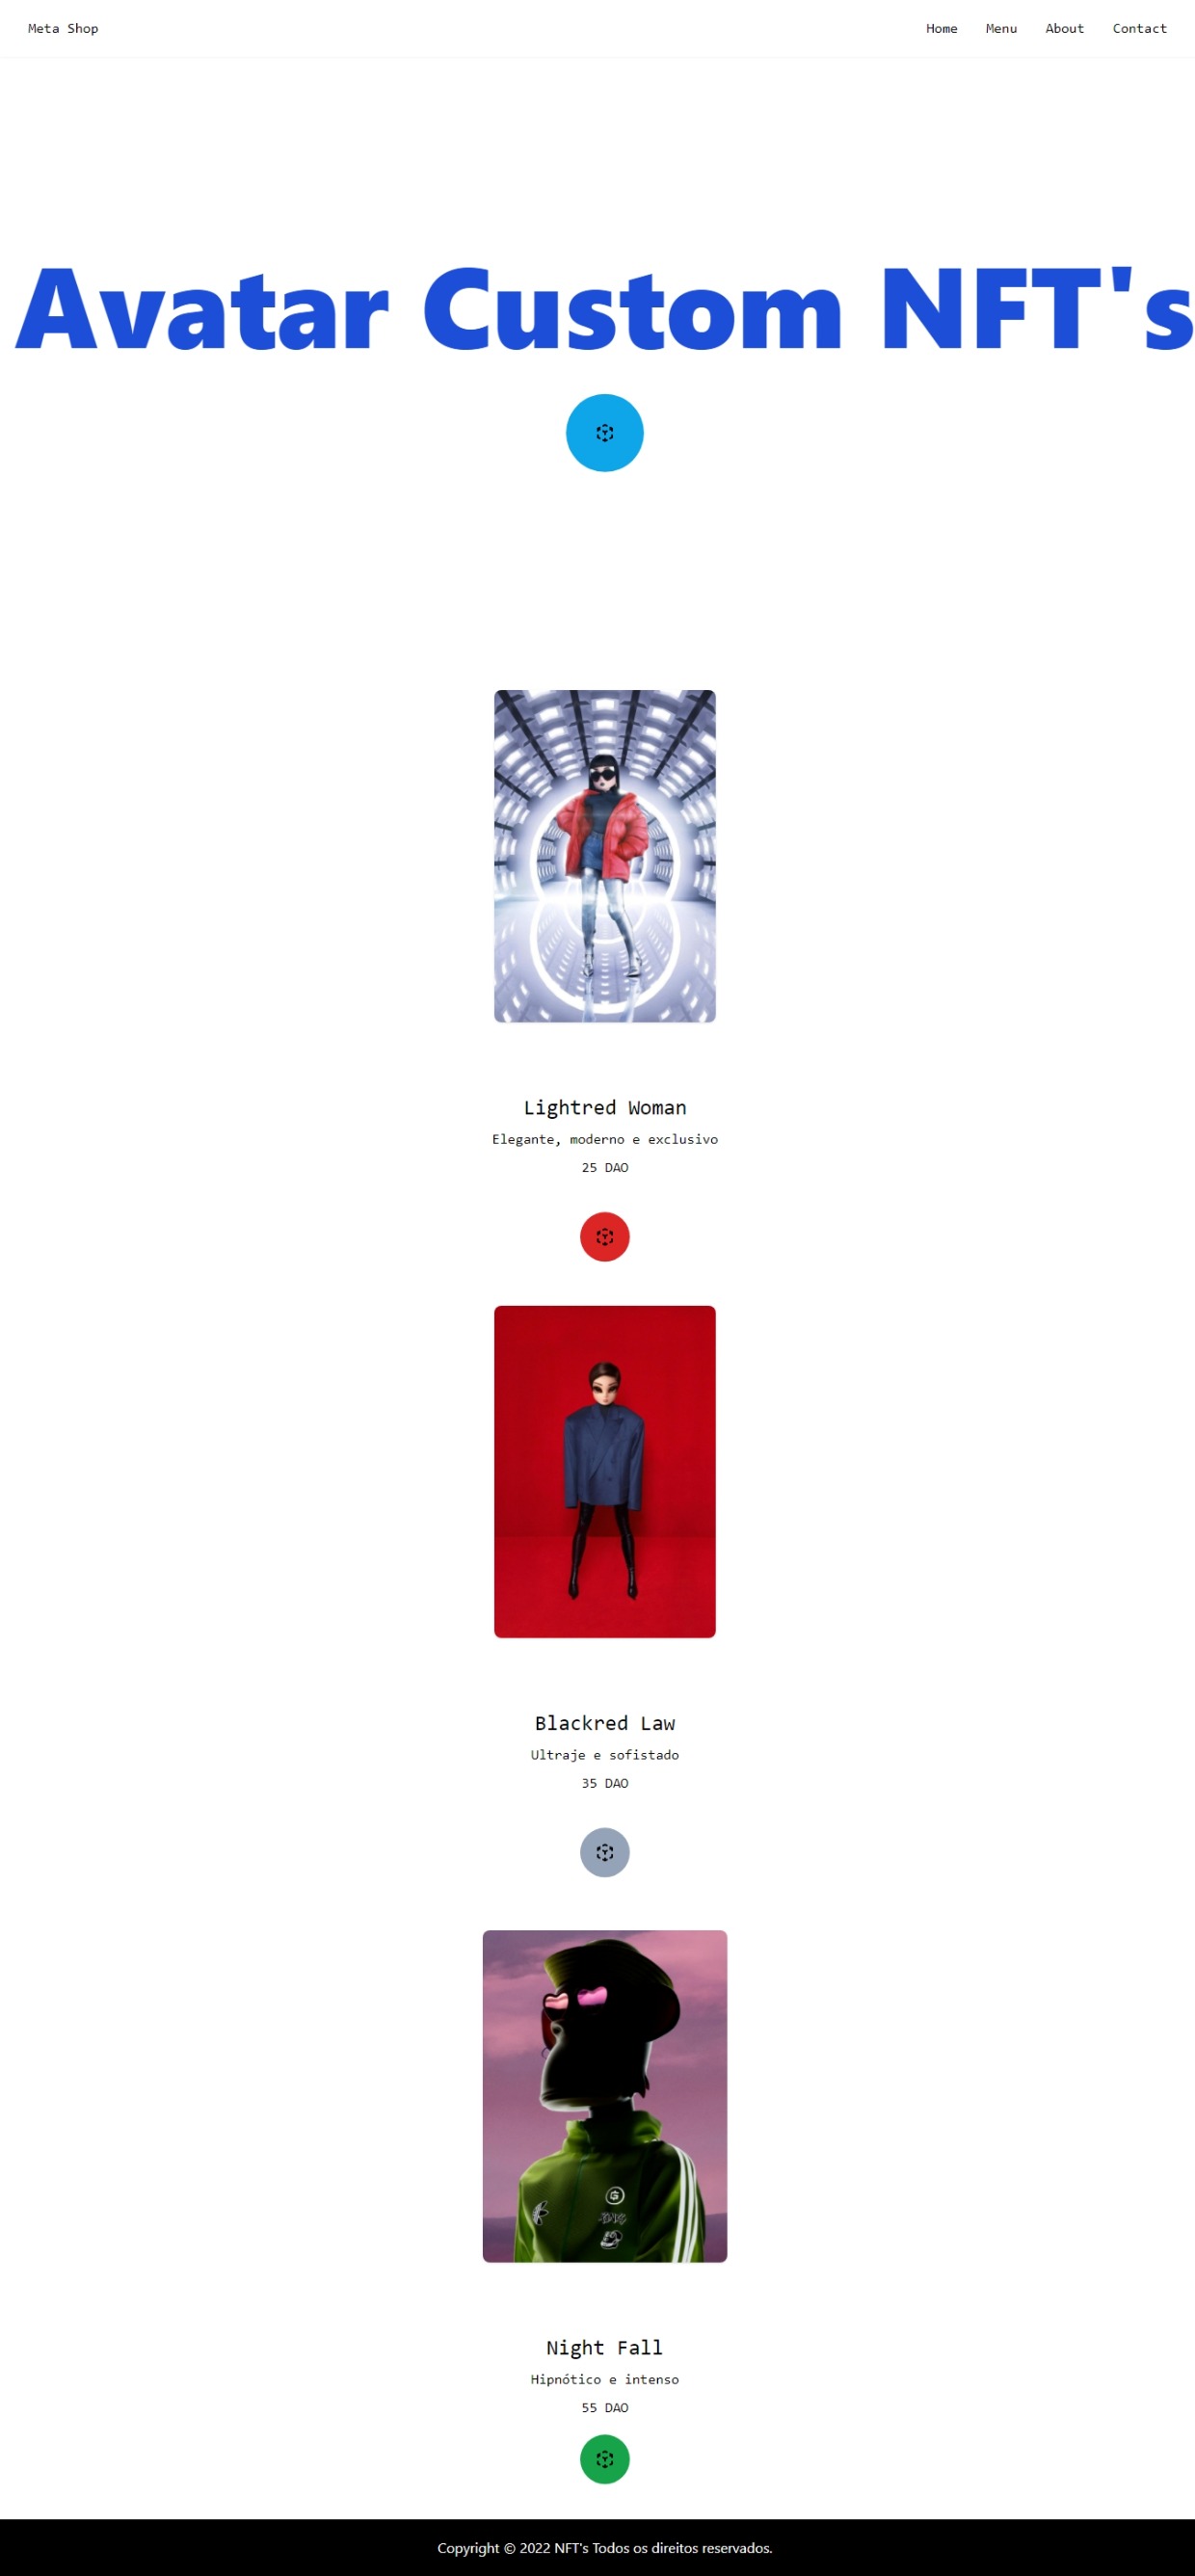 Meta Shop
Home Menu About Contact
Avatar Custom NFT's
Lightred Woman
Elegante, moderno e exclusivo
25 DAO
Blackred Law
Ultraje e sofistado
35 DAO
Night Fall
Hipnótico e intenso
55 DAO
Copyright © 2022 NFT's Todos os direitos reservados.